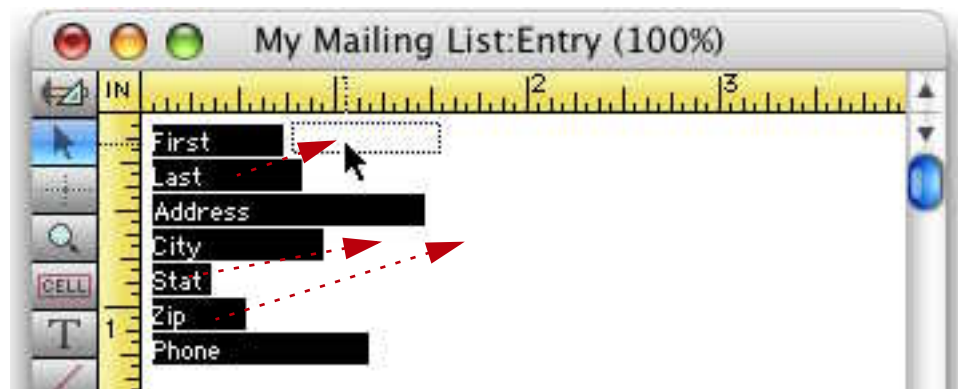 My Mailing List:Entry (100%)
IN
1 2 3
First
Last
Address
City
CELL
Stat
Zip
T
1
Phone